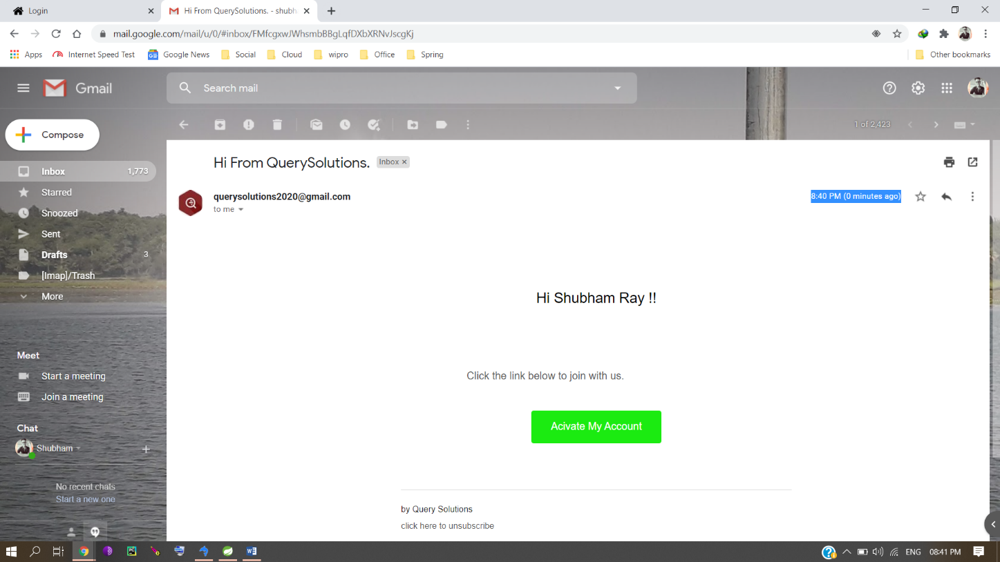 Login
Hi From QuerySolutions. - shubh
mail.google.com/mail/u/0/#inbox/FMfcgxwJWhsmbBBgLqfDXbXRNvJscgKj
Apps Internet Speed Test Google News Social Cloud wipro Office Spring Other bookmarks
Gmail
Search mail
Compose
1 of 2,423
Inbox 1,773
Starred
Snoozed
Sent
Drafts 3
[Imap]/Trash
More
Meet
Start a meeting
Join a meeting
Chat
Shubham
No recent chats
Start a new one
Hi From QuerySolutions. Inbox
querysolutions2020@gmail.com 8:40 PM (0 minutes ago)
to me
Hi Shubham Ray !!
Click the link below to join with us.
Acivate My Account
by Query Solutions
click here to unsubscribe
ENG 08:41 PM